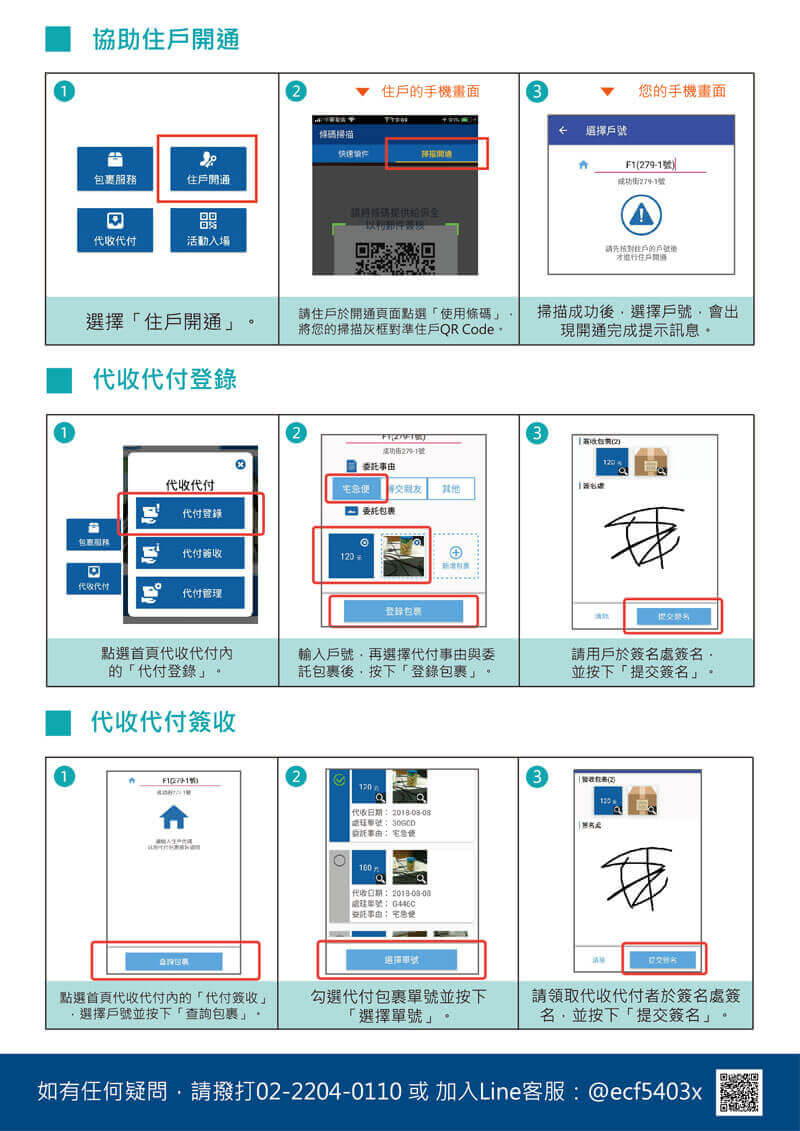 協助住戶開通
1
包裹服務
住戶開通
代收代付
活動入場
選擇「住戶開通」。
2
住戶的手機畫面
條碼掃描
快速領件
掃描開通
請將條碼提供給保全
以利郵件簽核
請住戶於開通頁面點選「使用條碼」，
將您的掃描灰框對準住戶QR Code。
3
您的手機畫面
選擇戶號
F1(279-1號)
成功街279-1號
請先核對住戶的戶號後
才進行住戶開通
掃描成功後，選擇戶號，會出
現開通完成提示訊息。
代收代付登錄
1
代收代付
代付登錄
代付簽收
代付管理
包裹服務
代收代付
點選首頁代收代付內
的「代付登錄」。
2
F1(279-1號)
成功街279-1號
委託事由
宅急便
轉交親友
其他
委託包裹
120 元
新增包裹
登錄包裹
輸入戶號，再選擇代付事由與委
託包裹後，按下「登錄包裹」。
3
簽收包裹(2)
120 元
簽名處
清除
提交簽名
請用戶於簽名處簽名，
並按下「提交簽名」。
代收代付簽收
1
F1(279-1號)
成功街279-1號
查詢包裹
點選首頁代收代付內的「代付簽收」
，選擇戶號並按下「查詢包裹」。
2
120 元
代收日期： 2018-08-08
處理單號： 30GCD
委託事由： 宅急便
160 元
代收日期： 2018-08-08
處理單號： G446C
委託事由： 宅急便
選擇單號
勾選代付包裹單號並按下
「選擇單號」。
3
簽收包裹(2)
120 元
簽名處
清除
提交簽名
請領取代收代付者於簽名處簽
名，並按下「提交簽名」。
如有任何疑問，請撥打02-2204-0110 或 加入Line客服：@ecf5403x